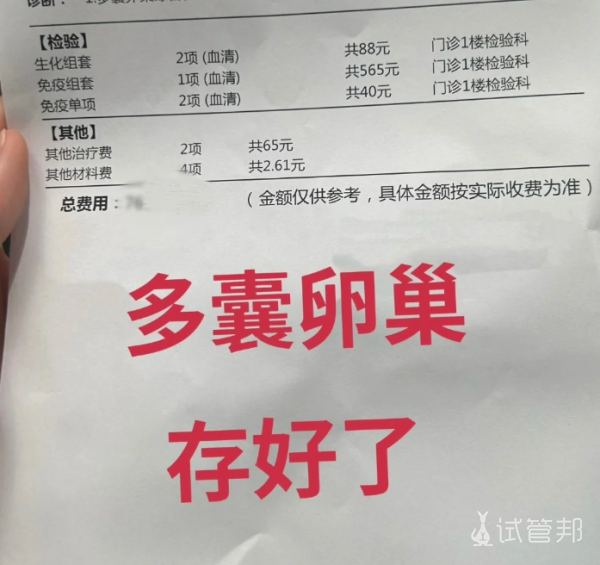 诊断：
【检验】
生化组套 2项 (血清) 共88元 门诊1楼检验科
免疫组套 1项 (血清) 共565元 门诊1楼检验科
免疫单项 2项 (血清) 共40元 门诊1楼检验科
【其他】
其他治疗费 2项 共65元
其他材料费 4项 共2.61元
总费用： （金额仅供参考，具体金额按实际收费为准）
多囊卵巢
存好了
试管邦